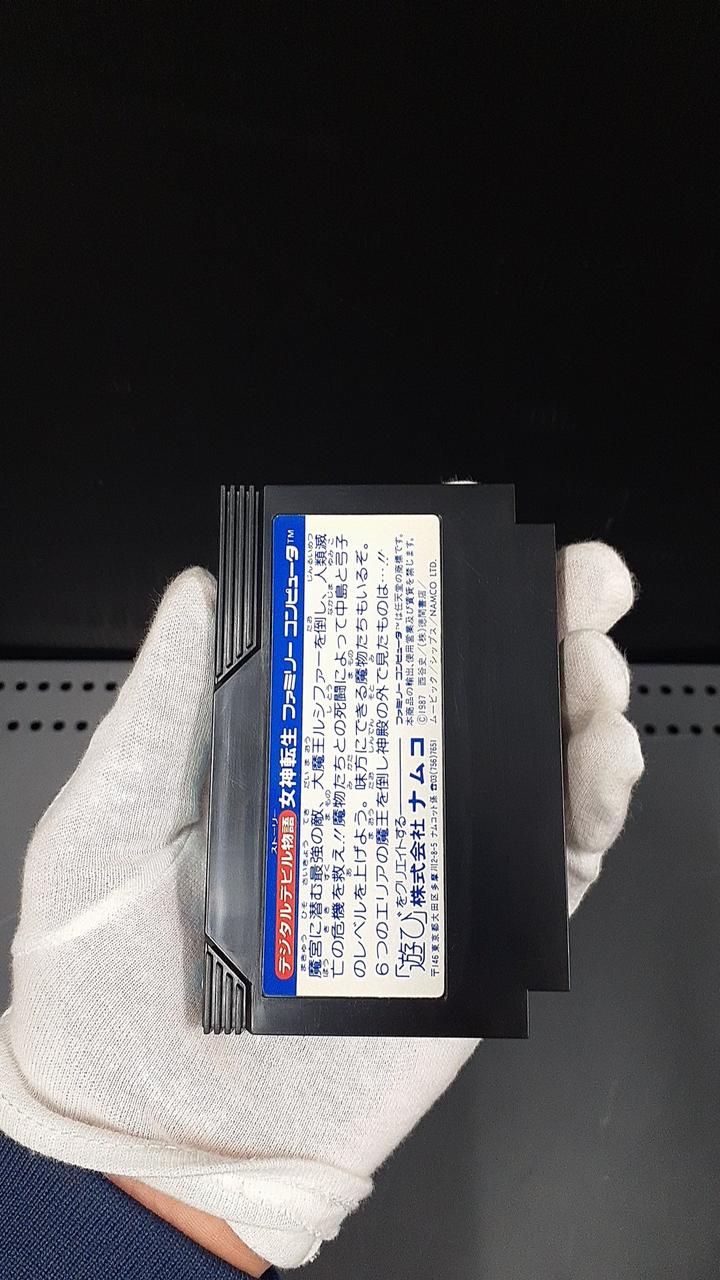 デジタルデビル物語 女神転生 ファミリー コンピュータ™
ストーリー
魔宮に潜む最強の敵、大魔王ルシファーを倒し、人類滅
亡の危機を救え!!魔物たちとの死闘によって中島と弓子
のレベルを上げよう。味方にできる魔物たちもいるぞ。
6つのエリアの魔王を倒し神殿の外で見たものは…!!
「遊び」をクリエイトする
株式会社ナムコ
〒146 東京都大田区多摩川2-8-5 ナムコット係 ☎03(756)7651
ファミリー コンピュータ™は任天堂の商標です。
本商品の輸出、使用営業及び賃貸を禁じます。
©1987 西谷史/(株)徳間書店/
ムービック/シップス/NAMCO LTD.